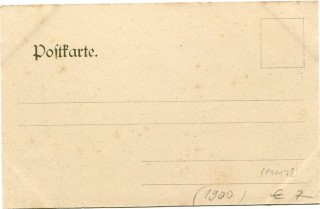 Poſtkarte.
(1900) € 7